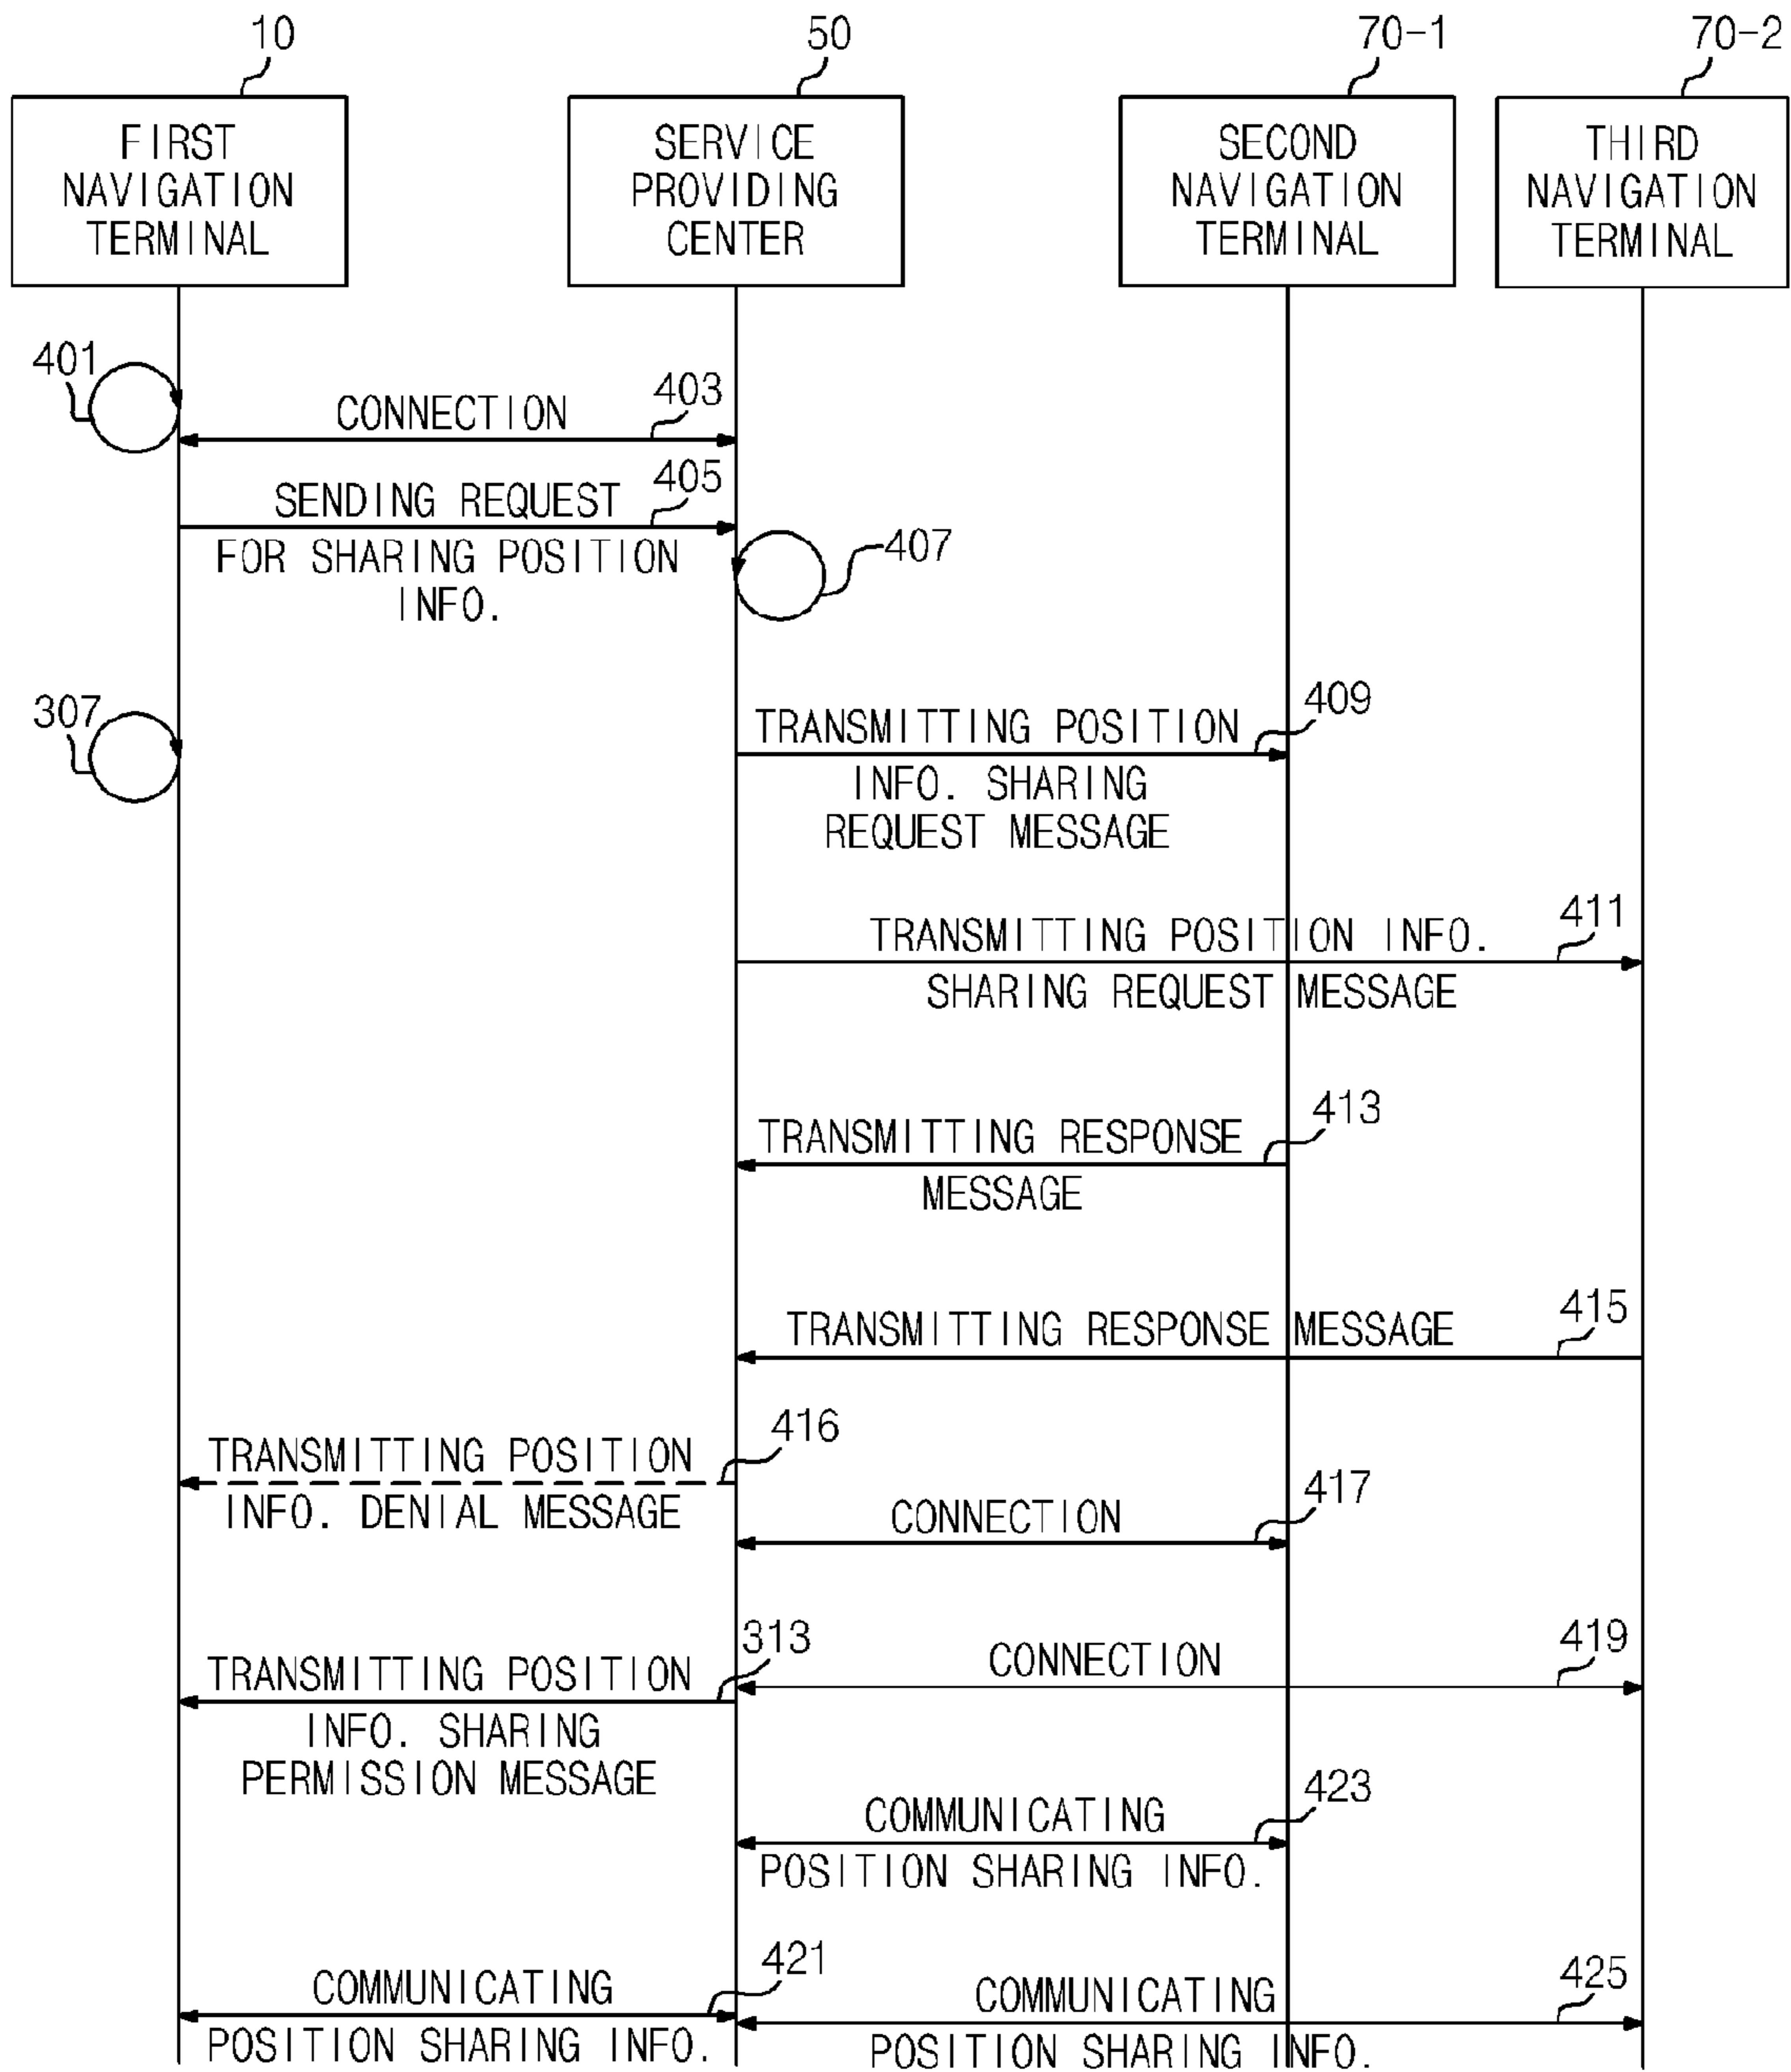 10
50
70-1
70-2
FIRST
NAVIGATION
TERMINAL
SERVICE
PROVIDING
CENTER
SECOND
NAVIGATION
TERMINAL
THIRD
NAVIGATION
TERMINAL
401
CONNECTION
403
SENDING REQUEST
405
FOR SHARING POSITION
INFO.
407
307
TRANSMITTING POSITION
409
INFO. SHARING
REQUEST MESSAGE
TRANSMITTING POSITION INFO.
411
SHARING REQUEST MESSAGE
TRANSMITTING RESPONSE
413
MESSAGE
TRANSMITTING RESPONSE MESSAGE
415
TRANSMITTING POSITION
416
INFO. DENIAL MESSAGE
CONNECTION
417
TRANSMITTING POSITION
313
INFO. SHARING
PERMISSION MESSAGE
CONNECTION
419
COMMUNICATING
423
POSITION SHARING INFO.
COMMUNICATING
421
POSITION SHARING INFO.
COMMUNICATING
425
POSITION SHARING INFO.